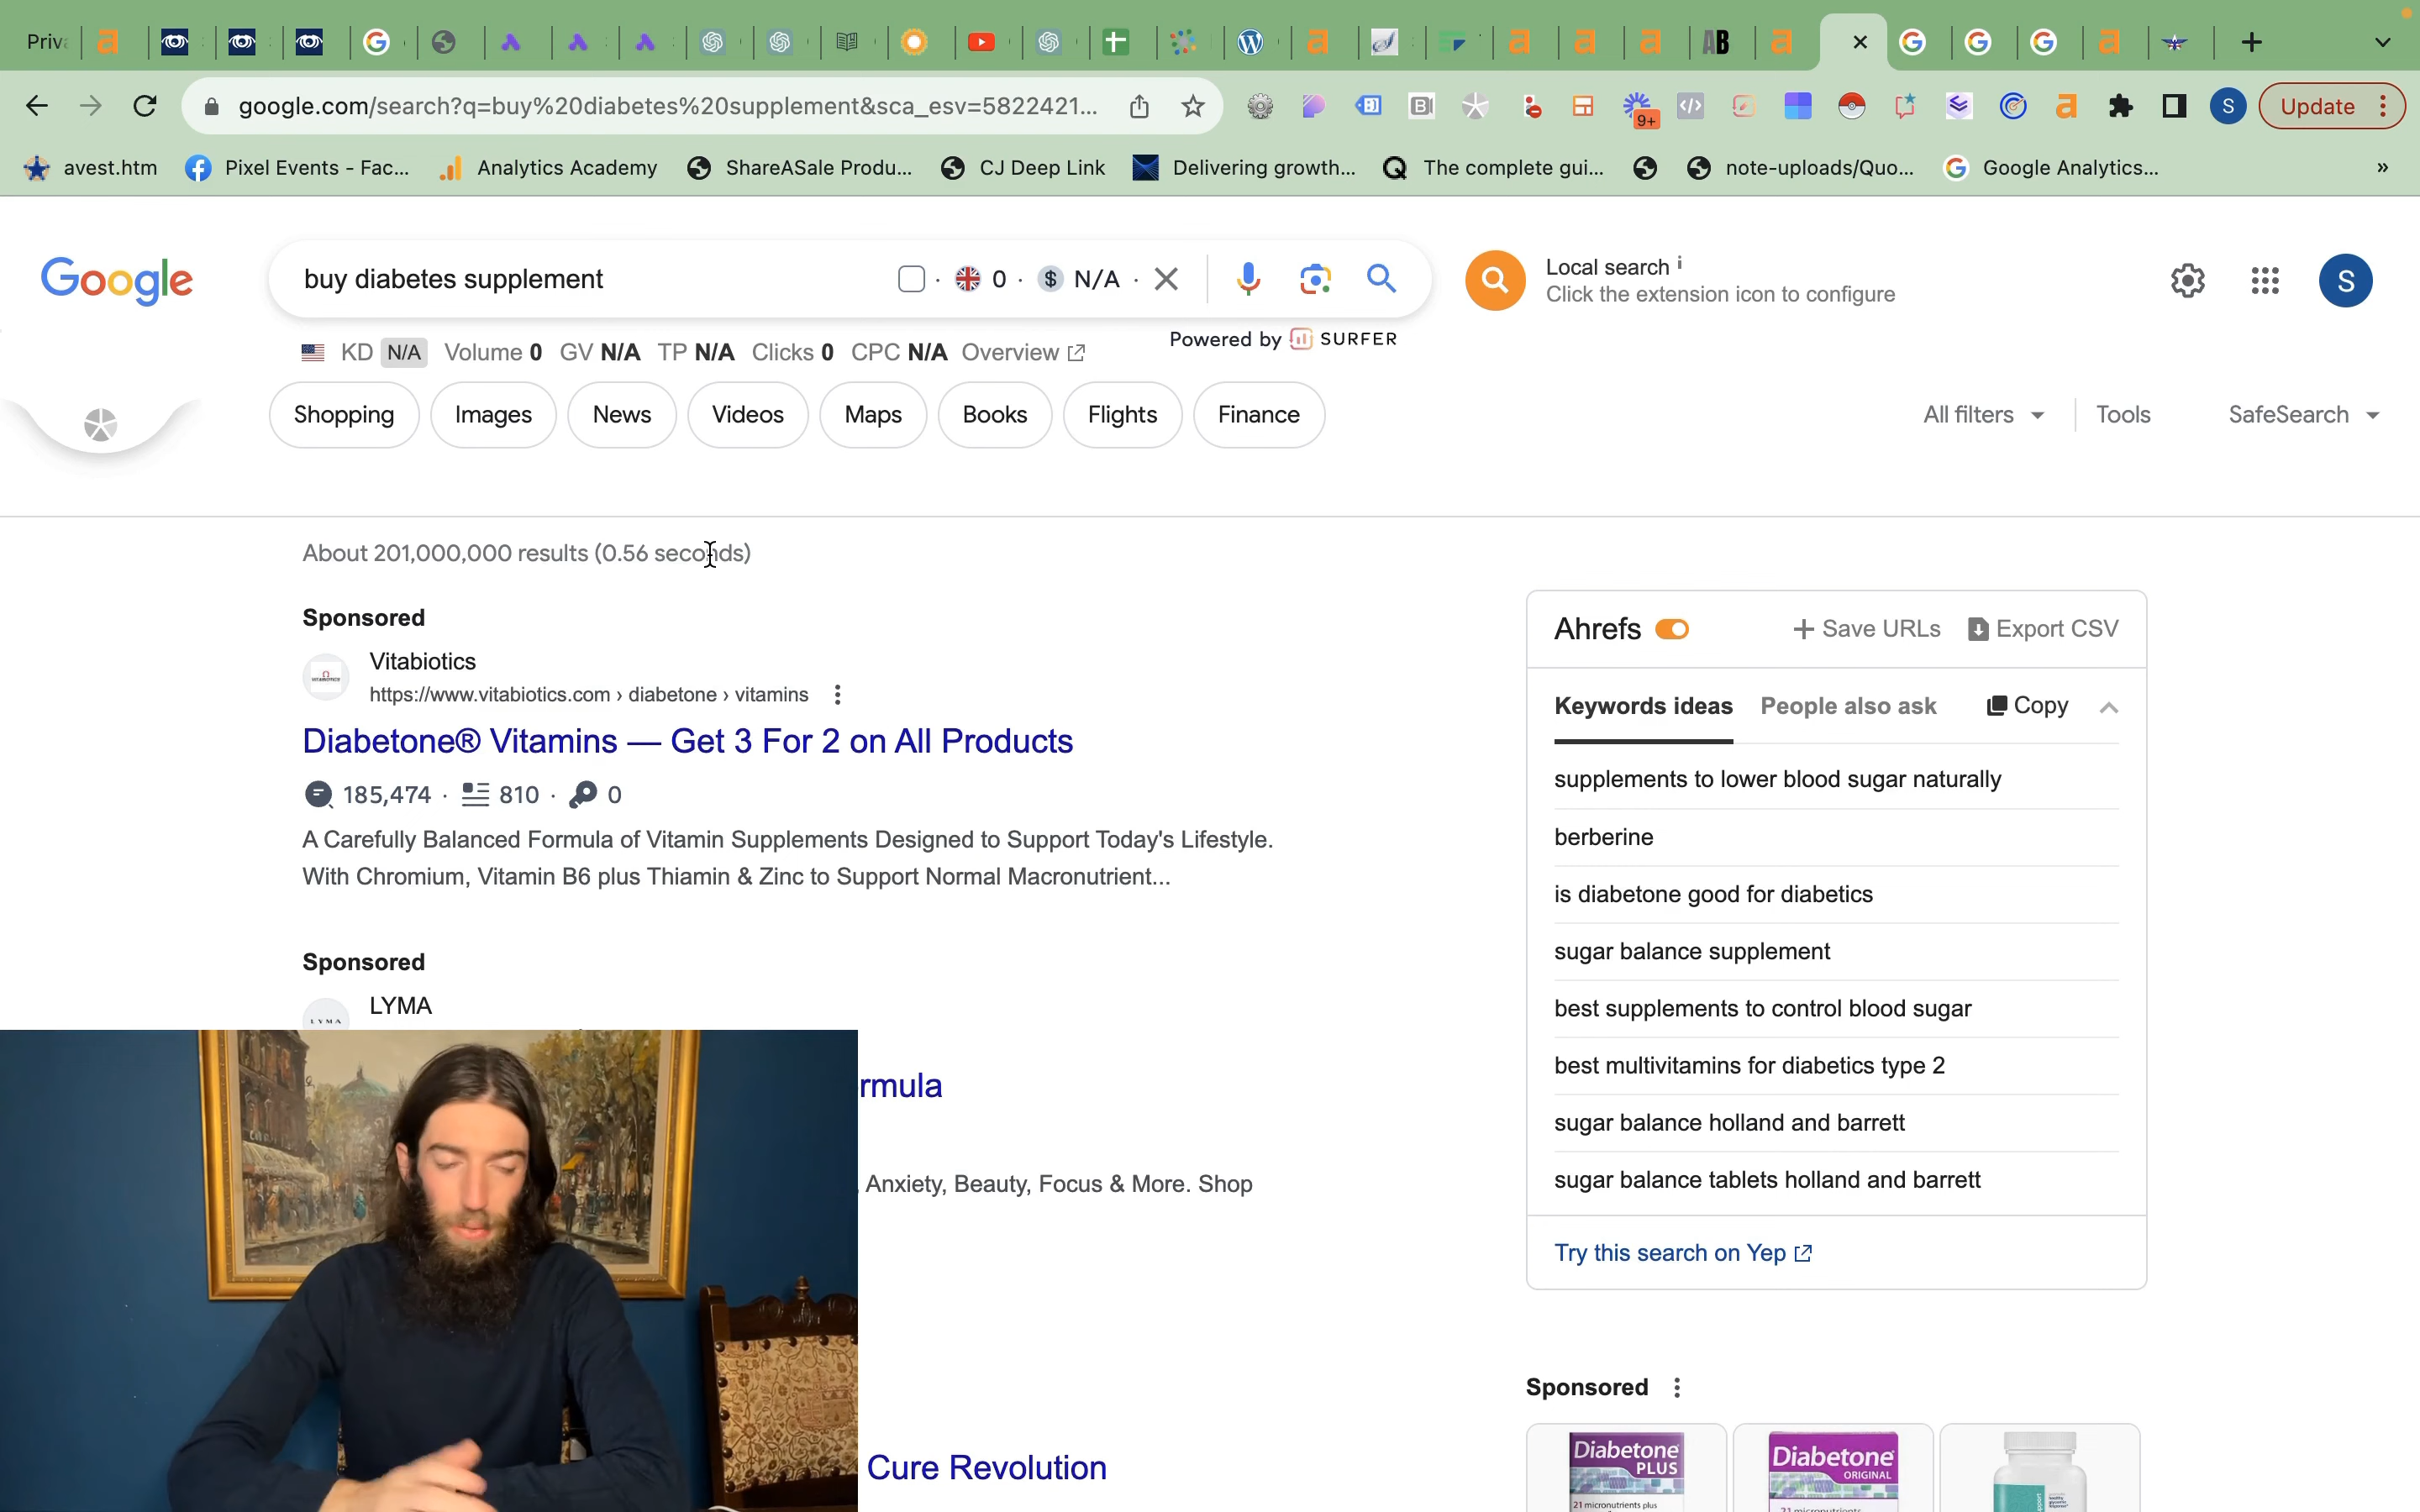 Priv
google.com/search?q=buy%20diabetes%20supplement&sca_esv=5822421...
9+
S
Update
avest.htm
Pixel Events - Fac...
Analytics Academy
ShareASale Produ...
CJ Deep Link
Delivering growth...
The complete gui...
note-uploads/Quo...
Google Analytics...
»
Google
buy diabetes supplement
0 · $ N/A ·
Local search i
Click the extension icon to configure
S
Powered by SURFER
KD N/A Volume 0 GV N/A TP N/A Clicks 0 CPC N/A Overview
Shopping
Images
News
Videos
Maps
Books
Flights
Finance
All filters
Tools
SafeSearch
About 201,000,000 results (0.56 seconds)
Sponsored
Vitabiotics
https://www.vitabiotics.com › diabetone › vitamins
Diabetone® Vitamins — Get 3 For 2 on All Products
185,474 · 810 · 0
A Carefully Balanced Formula of Vitamin Supplements Designed to Support Today's Lifestyle.
With Chromium, Vitamin B6 plus Thiamin & Zinc to Support Normal Macronutrient...
Sponsored
LYMA
LYMA
rmula
Anxiety, Beauty, Focus & More. Shop
Cure Revolution
Ahrefs
+ Save URLs
Export CSV
Keywords ideas
People also ask
Copy
supplements to lower blood sugar naturally
berberine
is diabetone good for diabetics
sugar balance supplement
best supplements to control blood sugar
best multivitamins for diabetics type 2
sugar balance holland and barrett
sugar balance tablets holland and barrett
Try this search on Yep
Sponsored
Diabetone
PLUS
21 micronutrients plus
Diabetone
ORIGINAL
21 micronutrients